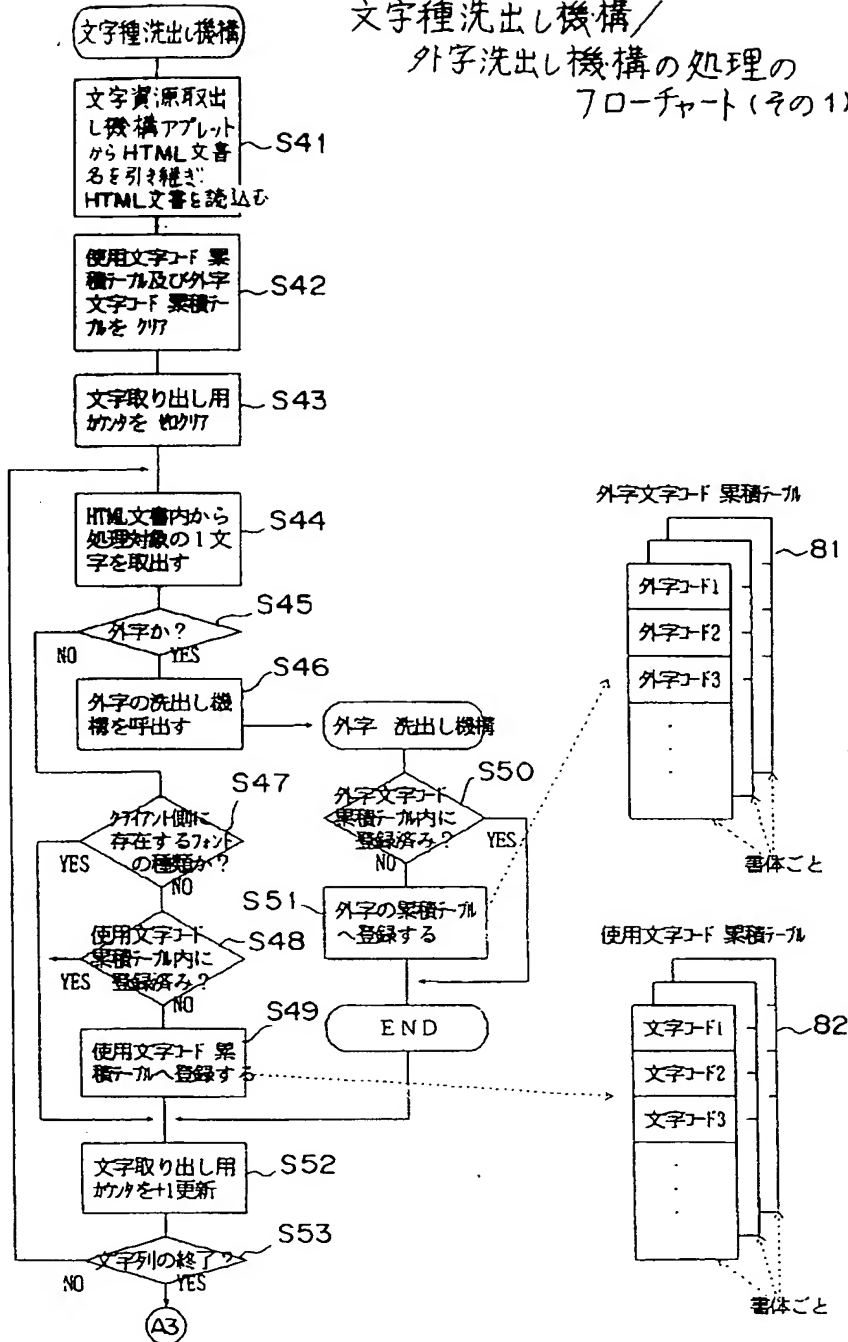 文字種洗出し機構/
外字洗出し機構の処理の
フローチャート(その1)
文字種洗出し機構
文字資源取出
し機構アプレット
からHTML文書
名を引き継ぎ
HTML文書を読込む
S41
使用文字コード 累
積テーブル及び外字
文字コード 累積テー
ブルを クリア
S42
文字取り出し用
カウンタを ゼロクリア
S43
HTML文書内から
処理対象の1文
字を取出す
S44
外字か?
S45
NO
YES
外字の洗出し機
構を呼出す
S46
クライアント側に
存在するフォント
の種類か?
S47
YES
NO
使用文字コード
累積テーブル内に
登録済み?
S48
YES
NO
使用文字コード 累
積テーブルへ登録する
S49
外字 洗出し機構
外字文字コード
累積テーブル内に
登録済み?
S50
YES
NO
S51
外字の累積テーブル
へ登録する
END
文字取り出し用
カウンタを+1更新
S52
文字列の終了?
S53
NO
YES
A3
外字文字コード 累積テーブル
81
外字コード1
外字コード2
外字コード3
書体ごと
使用文字コード 累積テーブル
82
文字コード1
文字コード2
文字コード3
書体ごと